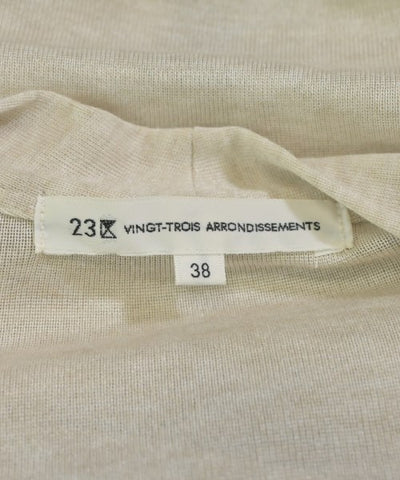 23区 VINGT-TROIS ARRONDISSEMENTS
38